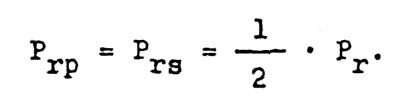 P_rp = P_rs = 1/2 · P_r.